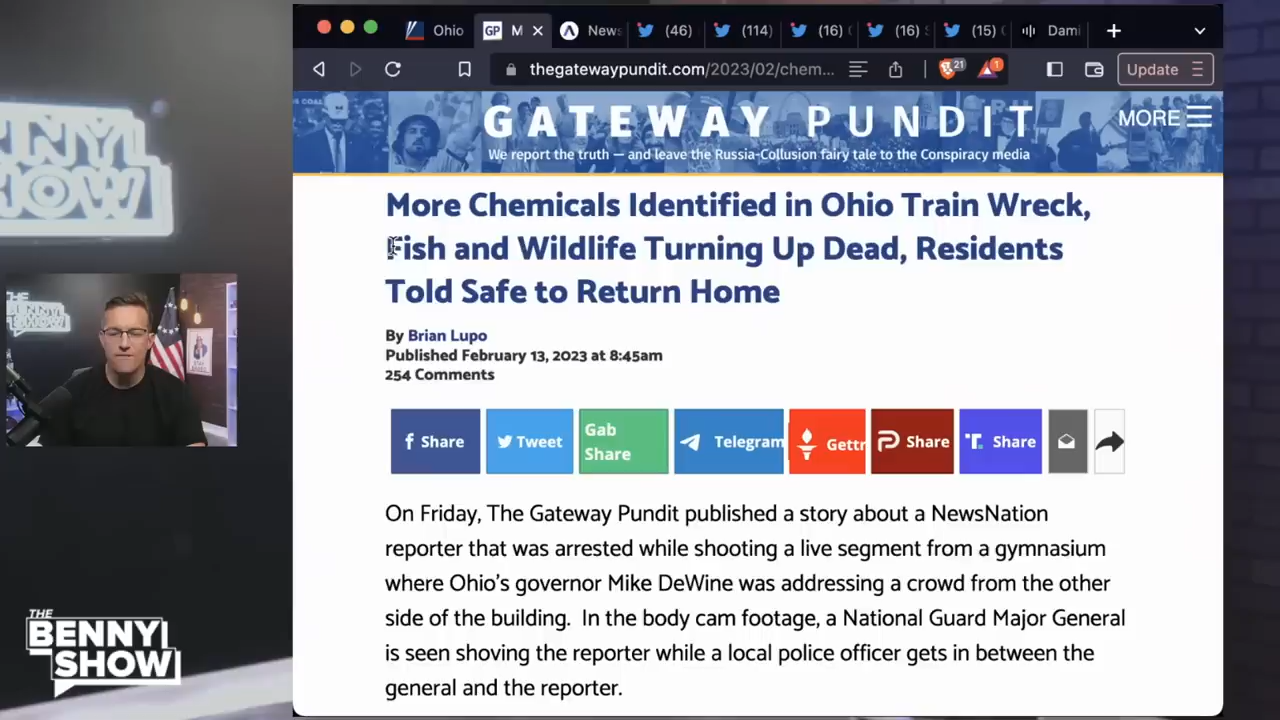 Ohio
GP M
News
(46)
(114)
(16)
(16)
(15)
Dami
thegatewaypundit.com/2023/02/chem...
21
1
Update
GATEWAY PUNDIT
MORE
We report the truth — and leave the Russia-Collusion fairy tale to the Conspiracy media
More Chemicals Identified in Ohio Train Wreck,
Fish and Wildlife Turning Up Dead, Residents
Told Safe to Return Home
By Brian Lupo
Published February 13, 2023 at 8:45am
254 Comments
Share
Tweet
Gab
Share
Telegram
Gettr
Share
Share
On Friday, The Gateway Pundit published a story about a NewsNation
reporter that was arrested while shooting a live segment from a gymnasium
where Ohio's governor Mike DeWine was addressing a crowd from the other
side of the building. In the body cam footage, a National Guard Major General
is seen shoving the reporter while a local police officer gets in between the
general and the reporter.
THE
BENNY
SHOW